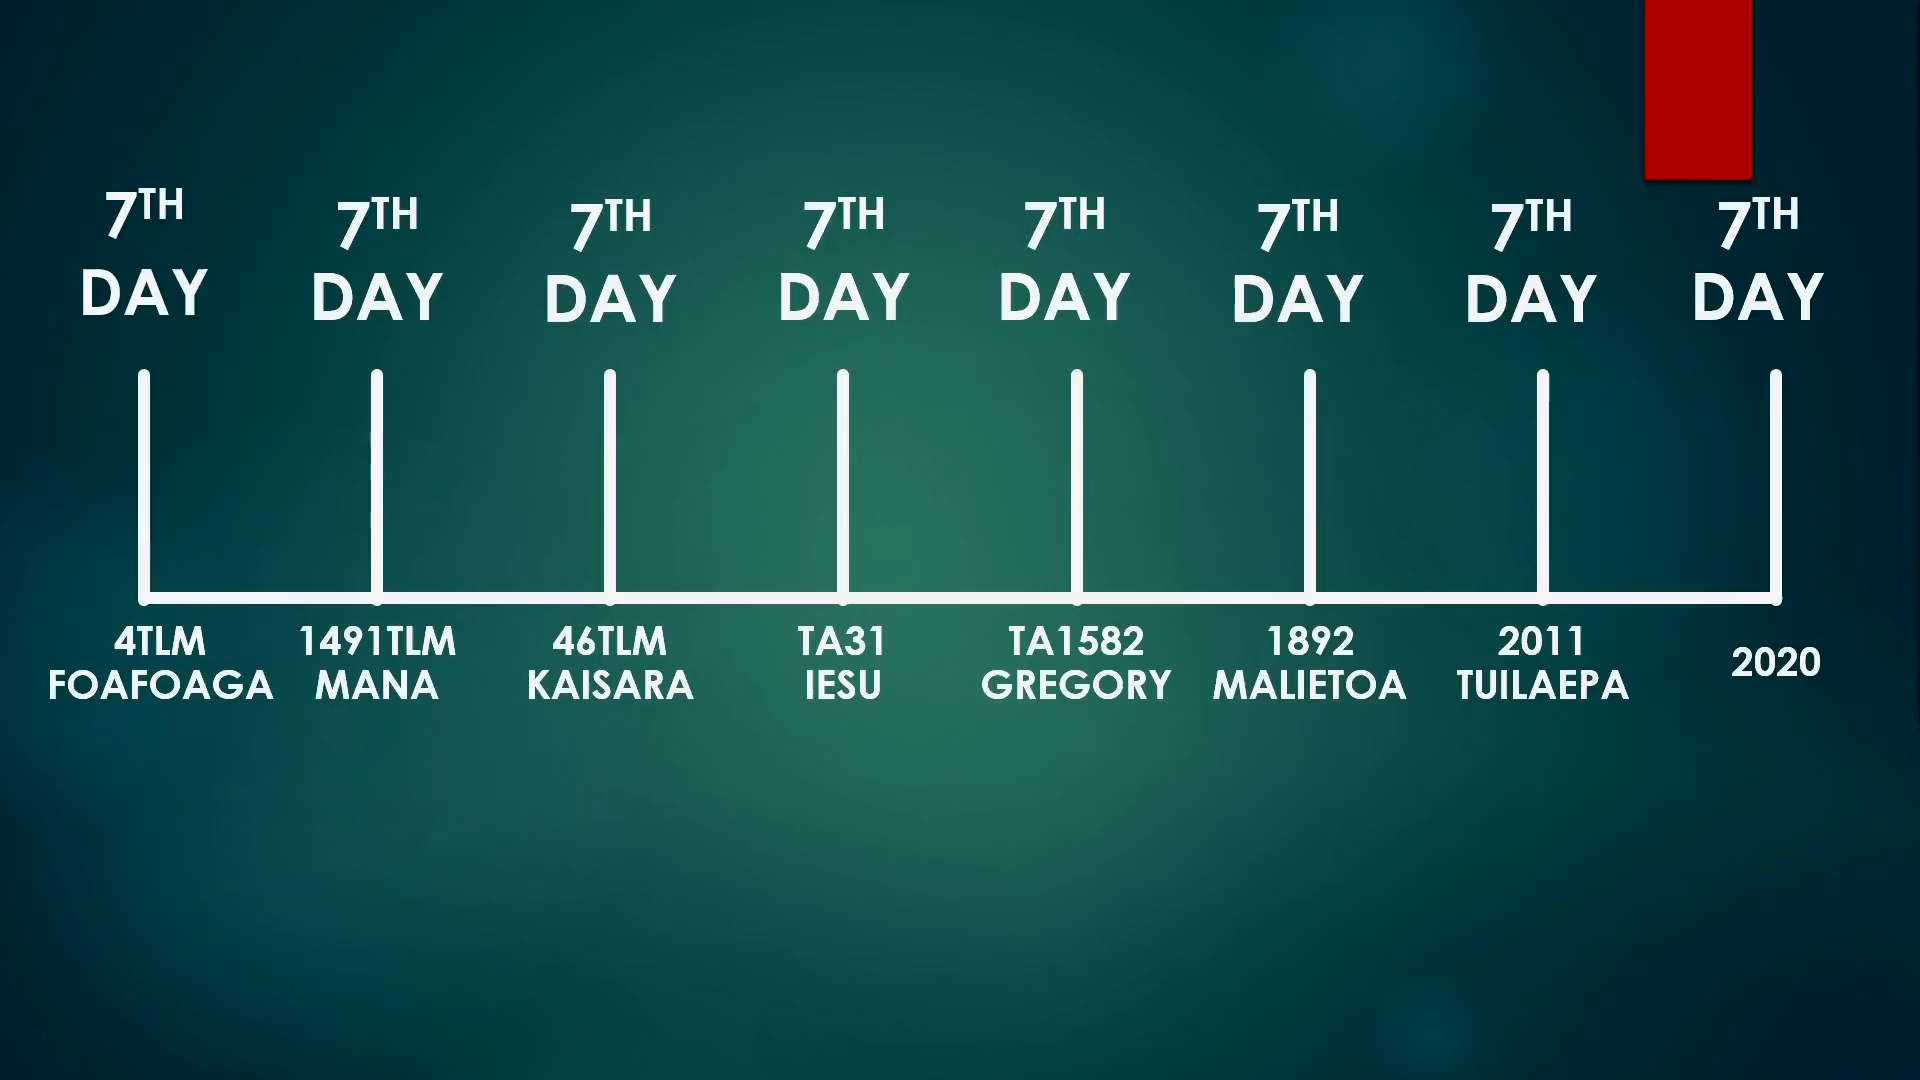 7TH
DAY
7TH
DAY
7TH
DAY
7TH
DAY
7TH
DAY
7TH
DAY
7TH
DAY
7TH
DAY
4TLM
FOAFOAGA
1491TLM
MANA
46TLM
KAISARA
TA31
IESU
TA1582
GREGORY
1892
MALIETOA
2011
TUILAEPA
2020